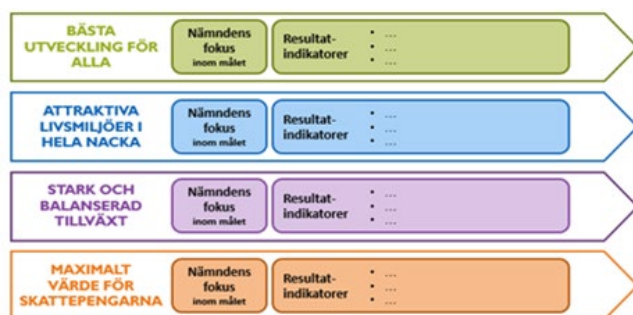 BÄSTA
UTVECKLING FÖR
ALLA
Nämndens
fokus
inom målet
Resultat-
indikatorer
• ...
• ...
• ...
ATTRAKTIVA
LIVSMILJÖER I
HELA NACKA
Nämndens
fokus
inom målet
Resultat-
indikatorer
• ...
• ...
• ...
STARK OCH
BALANSERAD
TILLVÄXT
Nämndens
fokus
inom målet
Resultat-
indikatorer
• ...
• ...
• ...
MAXIMALT
VÄRDE FÖR
SKATTEPENGARNA
Nämndens
fokus
inom målet
Resultat-
indikatorer
• ...
• ...
• ...